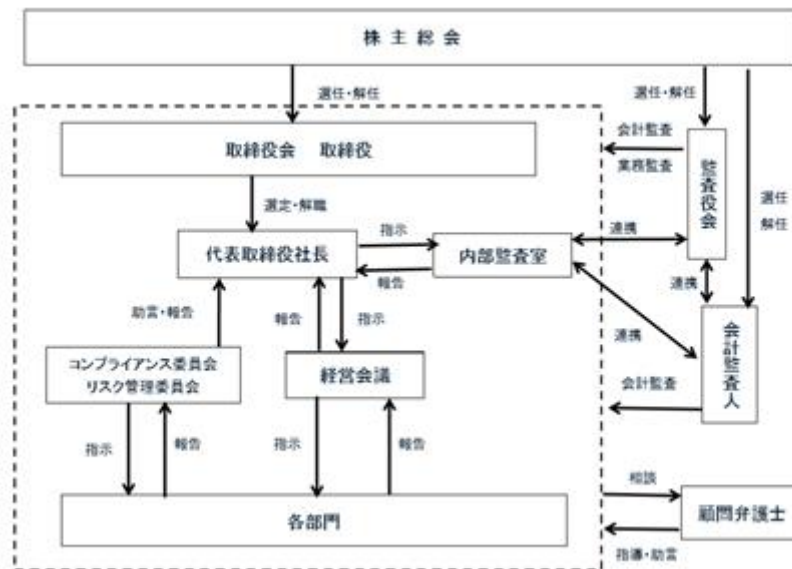 株主総会
選任・解任
選任・解任
会計監査
取締役会　取締役
業務監査
監査役会
選任
解任
選定・解職
指示
連携
代表取締役社長
内部監査室
報告
連携
助言・報告
報告
指示
連携
会計監査人
コンプライアンス委員会
リスク管理委員会
経営会議
会計監査
指示
報告
指示
報告
相談
各部門
顧問弁護士
指導・助言